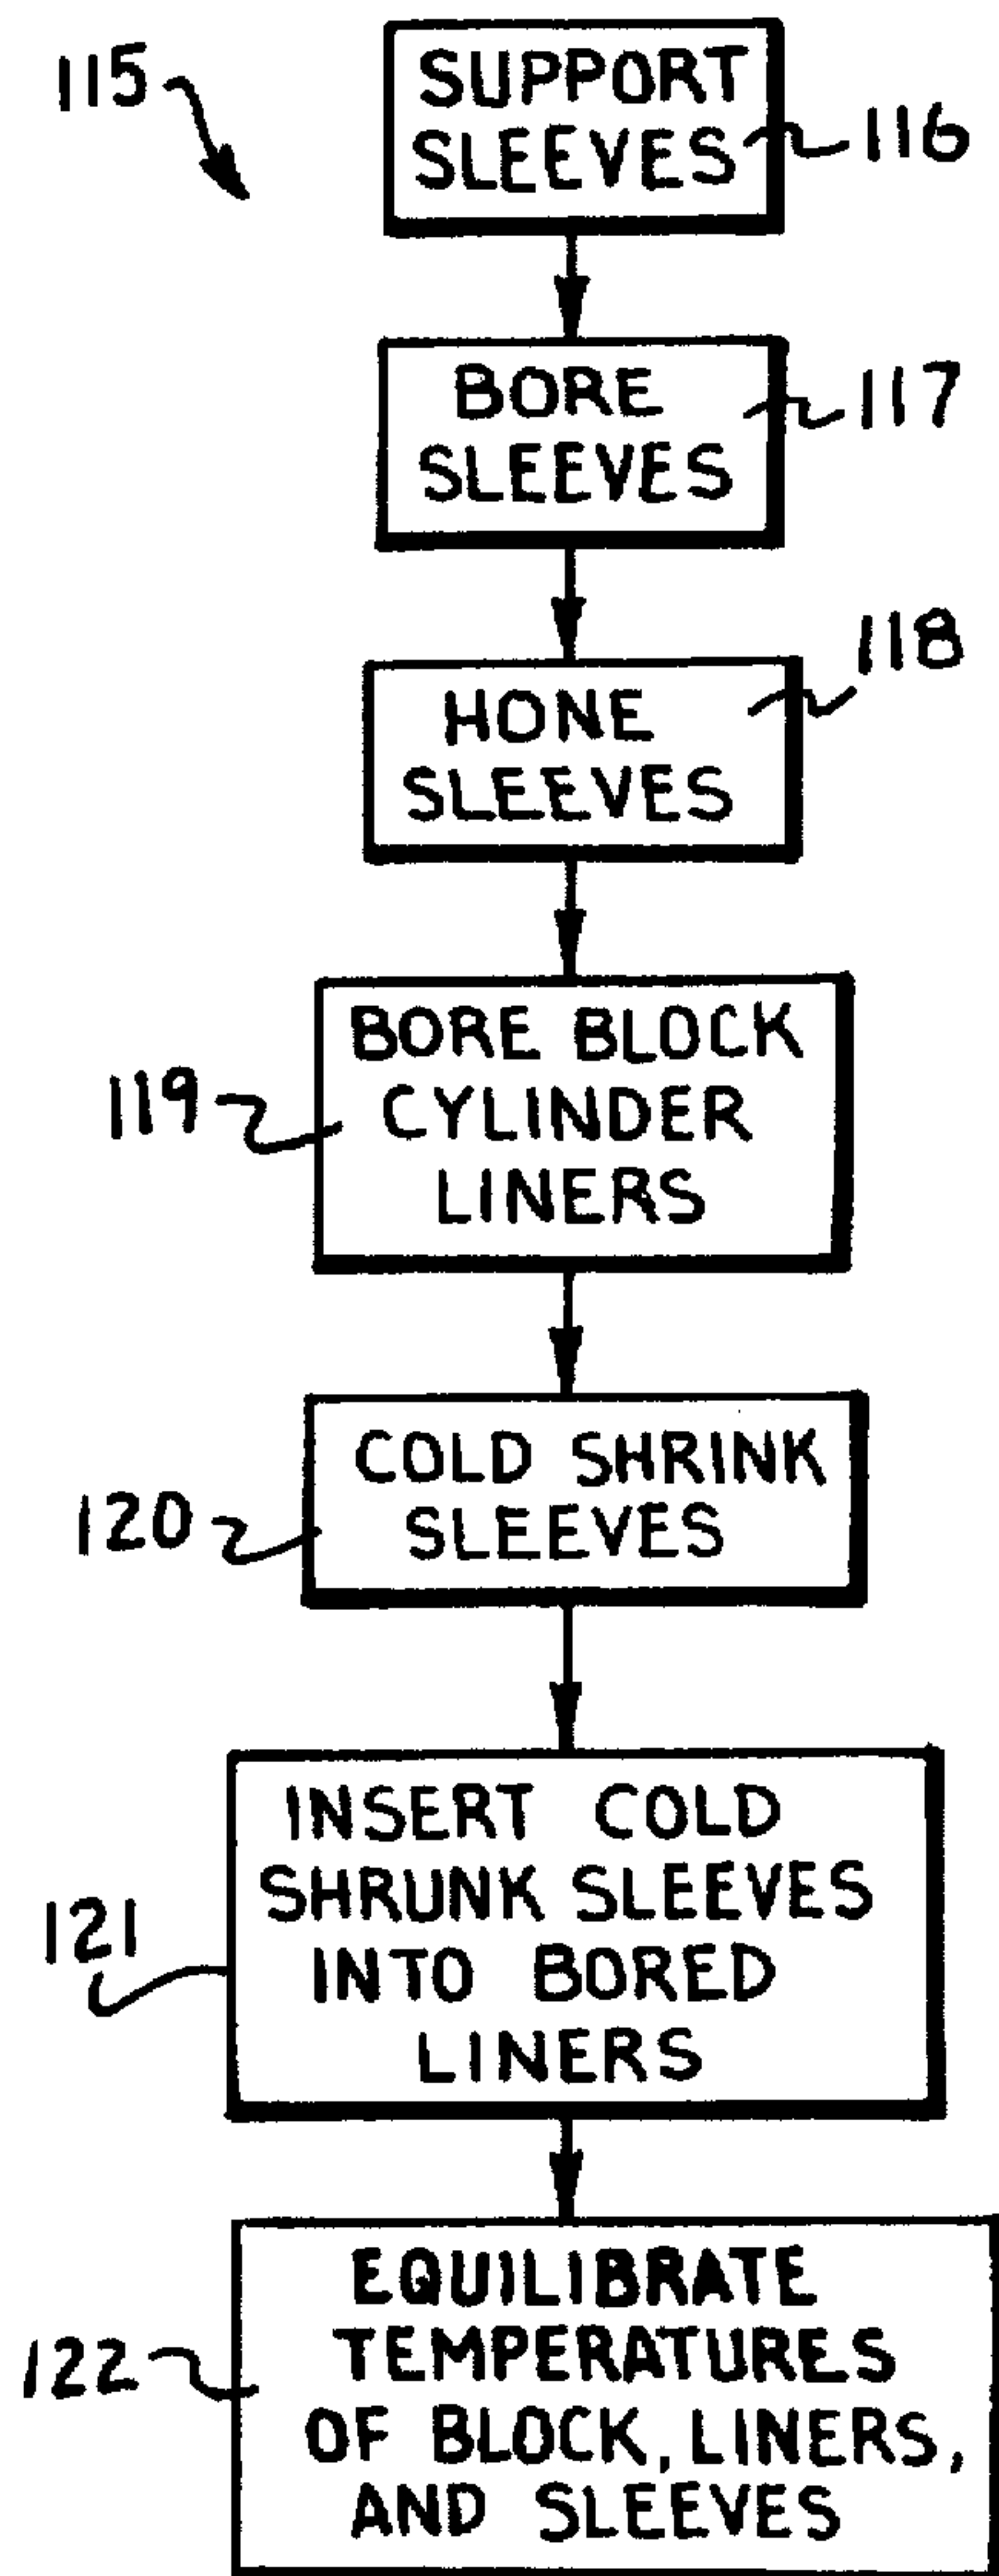 115
SUPPORT
SLEEVES
116
BORE
SLEEVES
117
HONE
SLEEVES
118
BORE BLOCK
CYLINDER
LINERS
119
COLD SHRINK
SLEEVES
120
INSERT COLD
SHRUNK SLEEVES
INTO BORED
LINERS
121
EQUILIBRATE
TEMPERATURES
OF BLOCK, LINERS,
AND SLEEVES
122